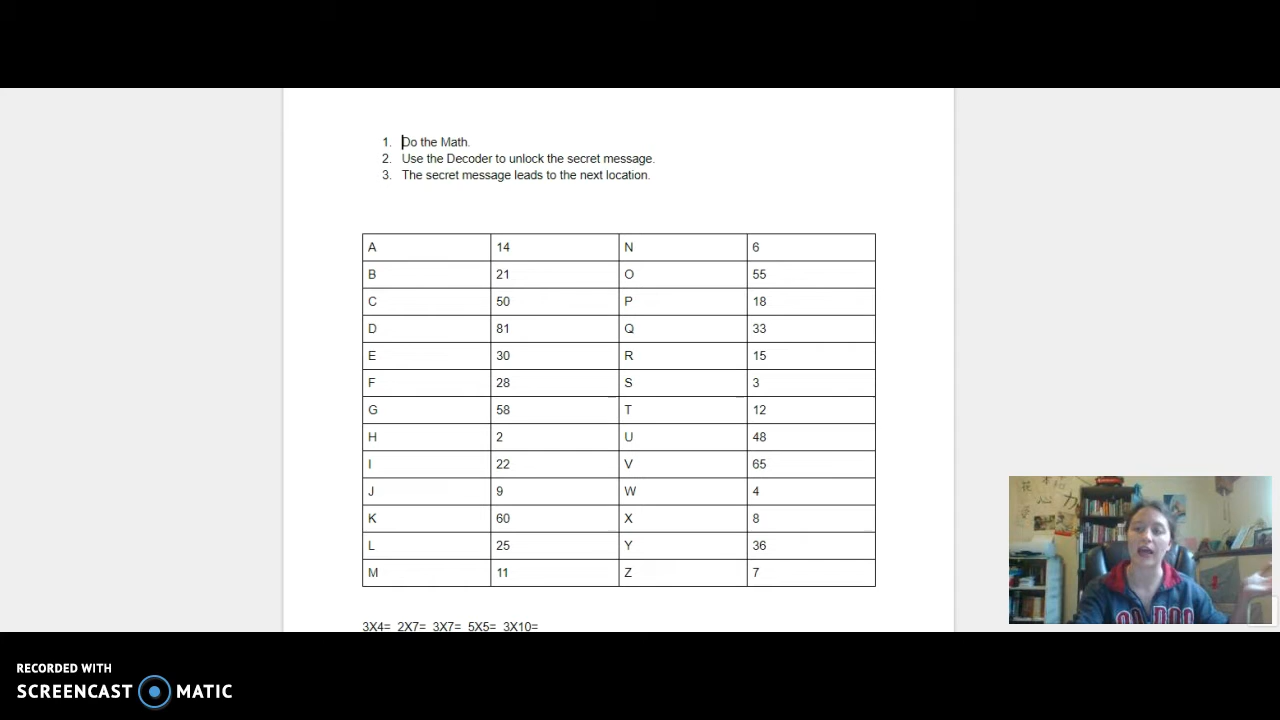 1. Do the Math.
2. Use the Decoder to unlock the secret message.
3. The secret message leads to the next location.
A 14 N 6
B 21 O 55
C 50 P 18
D 81 Q 33
E 30 R 15
F 28 S 3
G 58 T 12
H 2 U 48
I 22 V 65
J 9 W 4
K 60 X 8
L 25 Y 36
M 11 Z 7
3X4= 2X7= 3X7= 5X5= 3X10=
RECORDED WITH
SCREENCAST MATIC